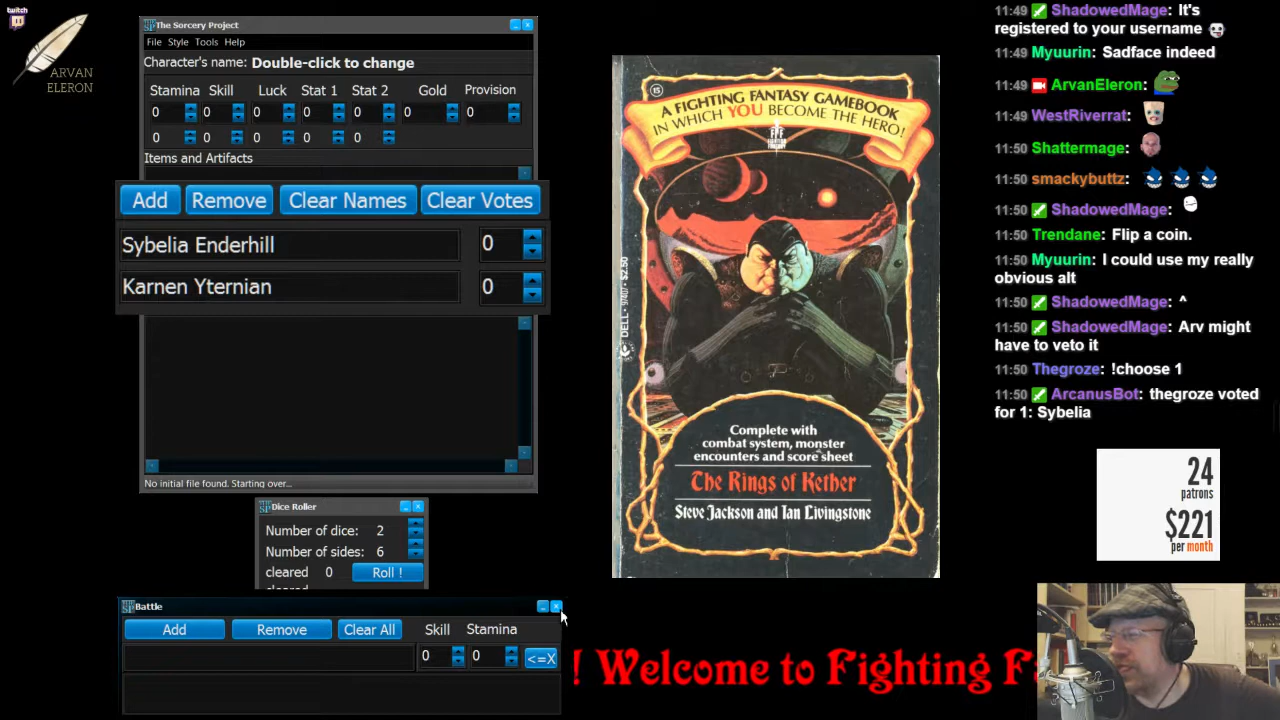 twitch
ARVAN
ELERON
The Sorcery Project
File Style Tools Help
Character's name: Double-click to change
Stamina Skill Luck Stat 1 Stat 2 Gold Provision
0 0 0 0 0 0 0
0 0 0 0 0
Items and Artifacts
Add Remove Clear Names Clear Votes
Sybelia Enderhill 0
Karnen Yternian 0
No initial file found. Starting over...
Dice Roller
Number of dice: 2
Number of sides: 6
cleared 0 Roll !
Battle
Add Remove Clear All Skill Stamina
0 0 <=X
15
A FIGHTING FANTASY GAMEBOOK
IN WHICH YOU BECOME THE HERO!
DELL • 97407 • $2.50
Complete with
combat system, monster
encounters and score sheet
The Rings of Kether
Steve Jackson and Ian Livingstone
! Welcome to Fighting Fa
11:49 ShadowedMage: It's
registered to your username
11:49 Myuurin: Sadface indeed
11:49 ArvanEleron:
11:49 WestRiverrat:
11:50 Shattermage:
11:50 smackybuttz:
11:50 ShadowedMage:
11:50 Trendane: Flip a coin.
11:50 Myuurin: I could use my really
obvious alt
11:50 ShadowedMage: ^
11:50 ShadowedMage: Arv might
have to veto it
11:50 Thegroze: !choose 1
11:50 ArcanusBot: thegroze voted
for 1: Sybelia
24
patrons
$221
per month